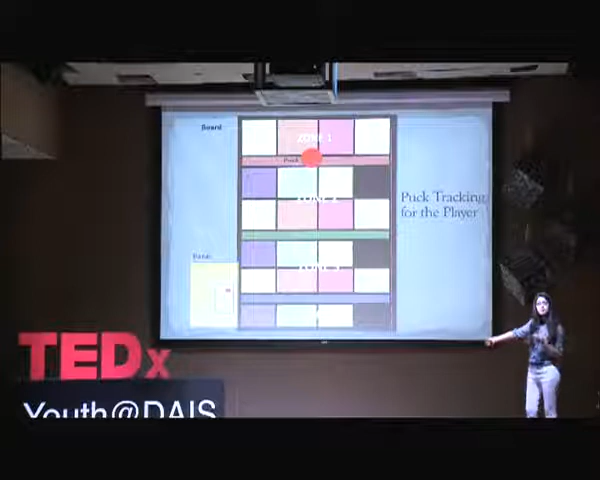 Board
ZONE 1
Puck
Puck Tracking
for the Player
TEDx
Youth@DAIS